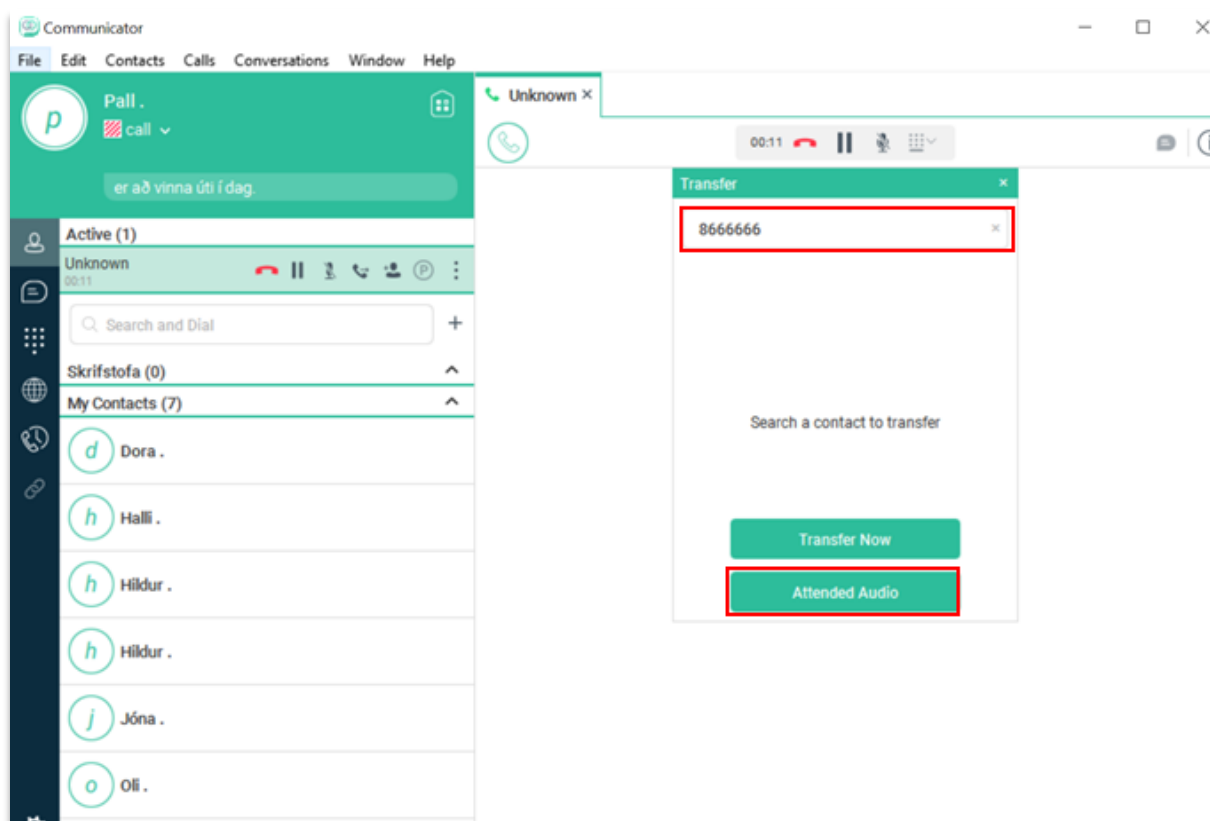 Communicator
File Edit Contacts Calls Conversations Window Help
p
Pall .
call
er að vinna úti í dag.
Active (1)
Unknown
00:11
P
Search and Dial
Skrifstofa (0)
My Contacts (7)
d Dora .
h Halli .
h Hildur .
h Hildur .
j Jóna .
o Oli .
Unknown ×
00:11
Transfer ×
8666666 ×
Search a contact to transfer
Transfer Now
Attended Audio